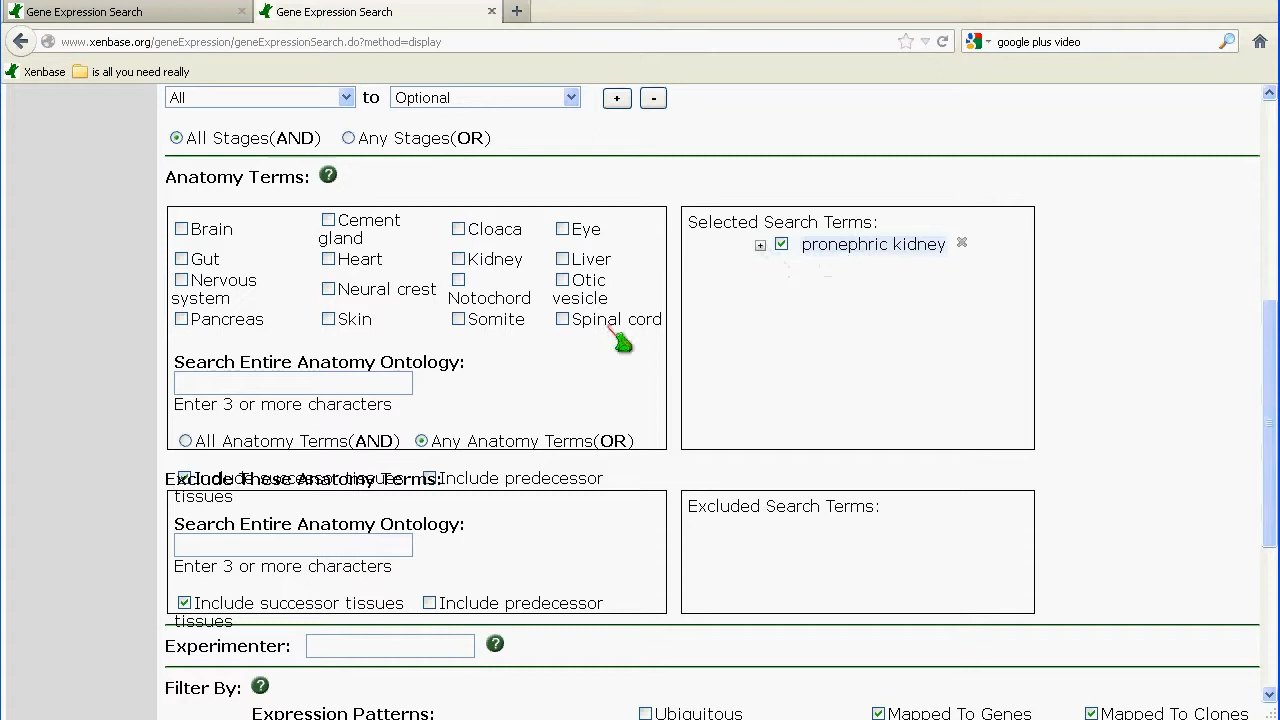 Gene Expression Search
Gene Expression Search
www.xenbase.org/geneExpression/geneExpressionSearch.do?method=display
google plus video
Xenbase
is all you need really
All to Optional + -
All Stages(AND) Any Stages(OR)
Anatomy Terms: ?
Brain
Cement gland
Cloaca
Eye
Gut
Heart
Kidney
Liver
Nervous system
Neural crest
Notochord
Otic vesicle
Pancreas
Skin
Somite
Spinal cord
Search Entire Anatomy Ontology:
Enter 3 or more characters
All Anatomy Terms(AND) Any Anatomy Terms(OR)
Include successor tissues Include predecessor
tissues
Selected Search Terms:
pronephric kidney
Exclude These Anatomy Terms:
Search Entire Anatomy Ontology:
Enter 3 or more characters
Include successor tissues Include predecessor
tissues
Excluded Search Terms:
Experimenter: ?
Filter By: ?
Expression Patterns: Ubiquitous Mapped To Genes Mapped To Clones